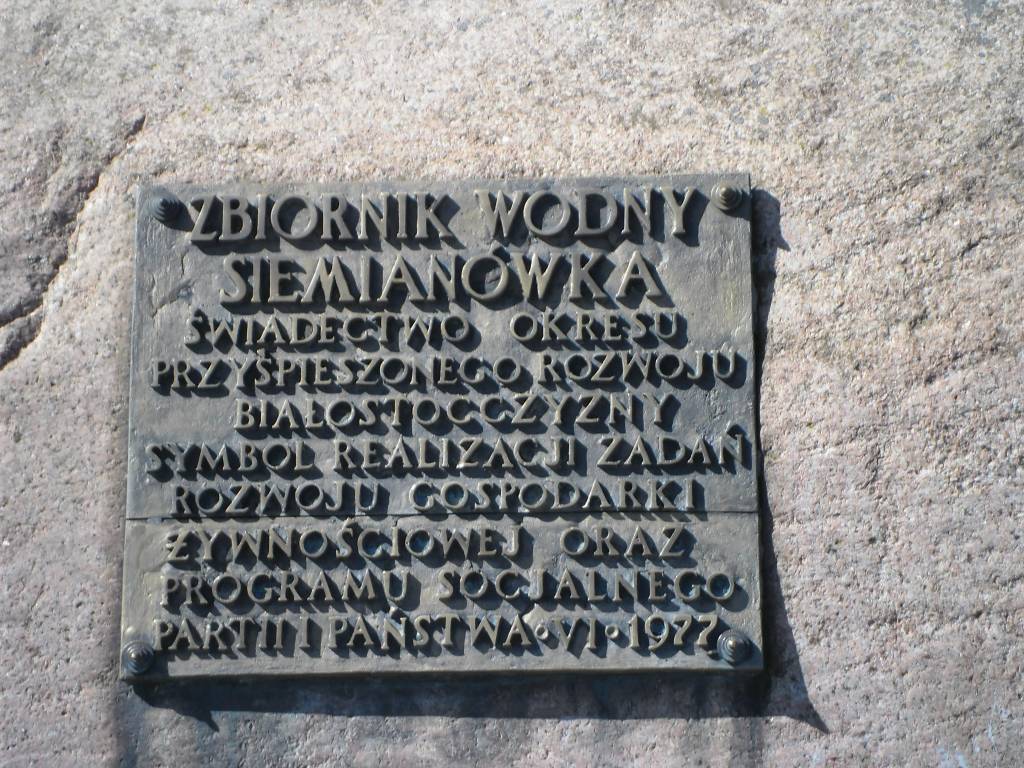 ZBIORNIK WODNY
SIEMIANÓWKA
ŚWIADECTWO OKRESU
PRZYŚPIESZONEGO ROZWOJU
BIAŁOSTOCCZYZNY
SYMBOL REALIZACJI ZADAŃ
ROZWOJU GOSPODARKI
ŻYWNOŚCIOWEJ ORAZ
PROGRAMU SOCJALNEGO
PARTII I PAŃSTWA • VI • 1977